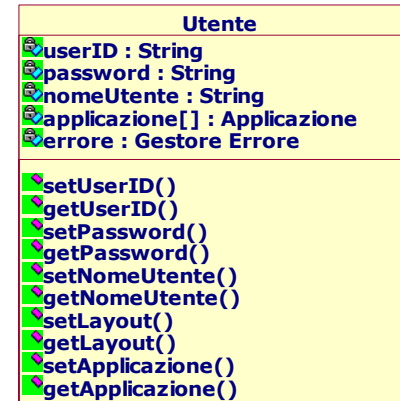 Utente
userID : String
password : String
nomeUtente : String
applicazione[] : Applicazione
errore : Gestore Errore
setUserID()
getUserID()
setPassword()
getPassword()
setNomeUtente()
getNomeUtente()
setLayout()
getLayout()
setApplicazione()
getApplicazione()